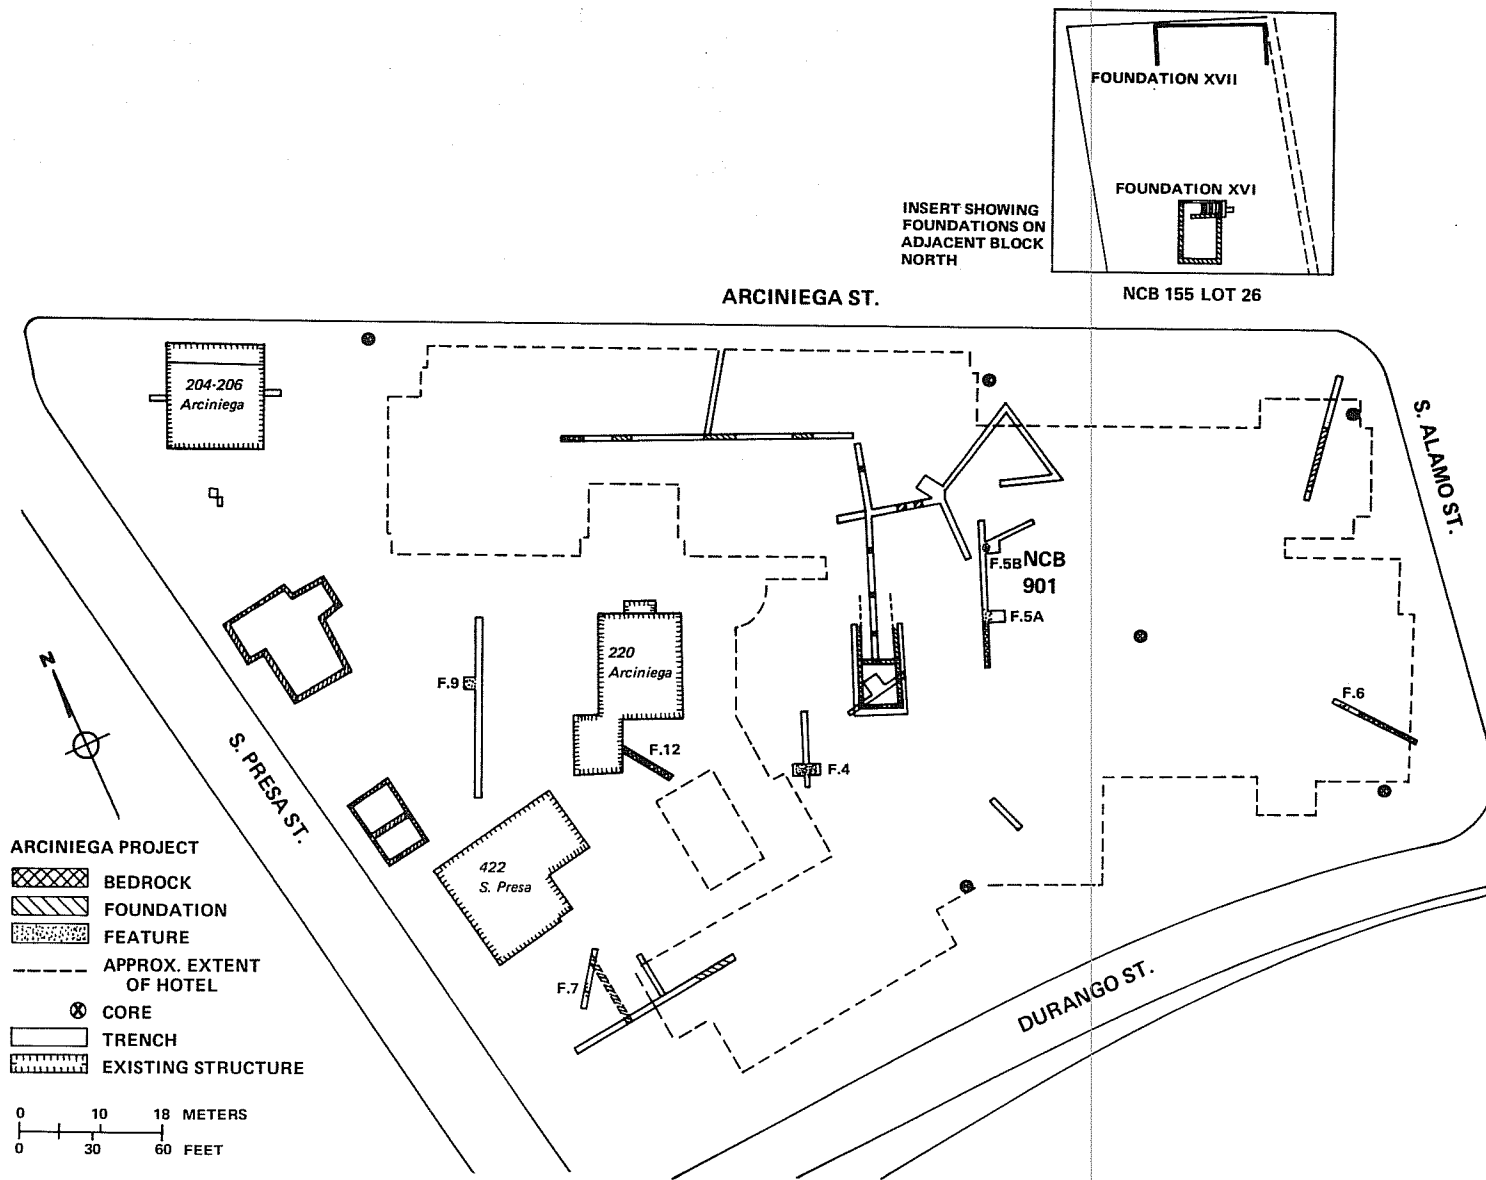 FOUNDATION XVII
FOUNDATION XVI
INSERT SHOWING
FOUNDATIONS ON
ADJACENT BLOCK
NORTH
NCB 155 LOT 26
ARCINIEGA ST.
204-206
Arciniega
S. ALAMO ST.
F.5B
NCB
901
F.5A
220
Arciniega
F.9
F.6
N
F.12
F.4
S. PRESA ST.
422
S. Presa
F.7
DURANGO ST.
ARCINIEGA PROJECT
BEDROCK
FOUNDATION
FEATURE
APPROX. EXTENT
OF HOTEL
CORE
TRENCH
EXISTING STRUCTURE
0 10 18 METERS
0 30 60 FEET